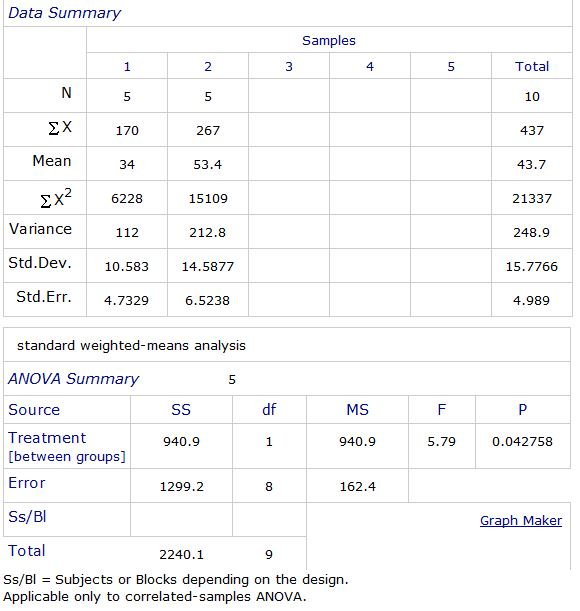 Data Summary
Samples
1 2 3 4 5 Total
N 5 5 10
∑X 170 267 437
Mean 34 53.4 43.7
∑X² 6228 15109 21337
Variance 112 212.8 248.9
Std.Dev. 10.583 14.5877 15.7766
Std.Err. 4.7329 6.5238 4.989
standard weighted-means analysis
ANOVA Summary 5
Source SS df MS F P
Treatment
[between groups] 940.9 1 940.9 5.79 0.042758
Error 1299.2 8 162.4
Ss/Bl Graph Maker
Total 2240.1 9
Ss/Bl = Subjects or Blocks depending on the design.
Applicable only to correlated-samples ANOVA.